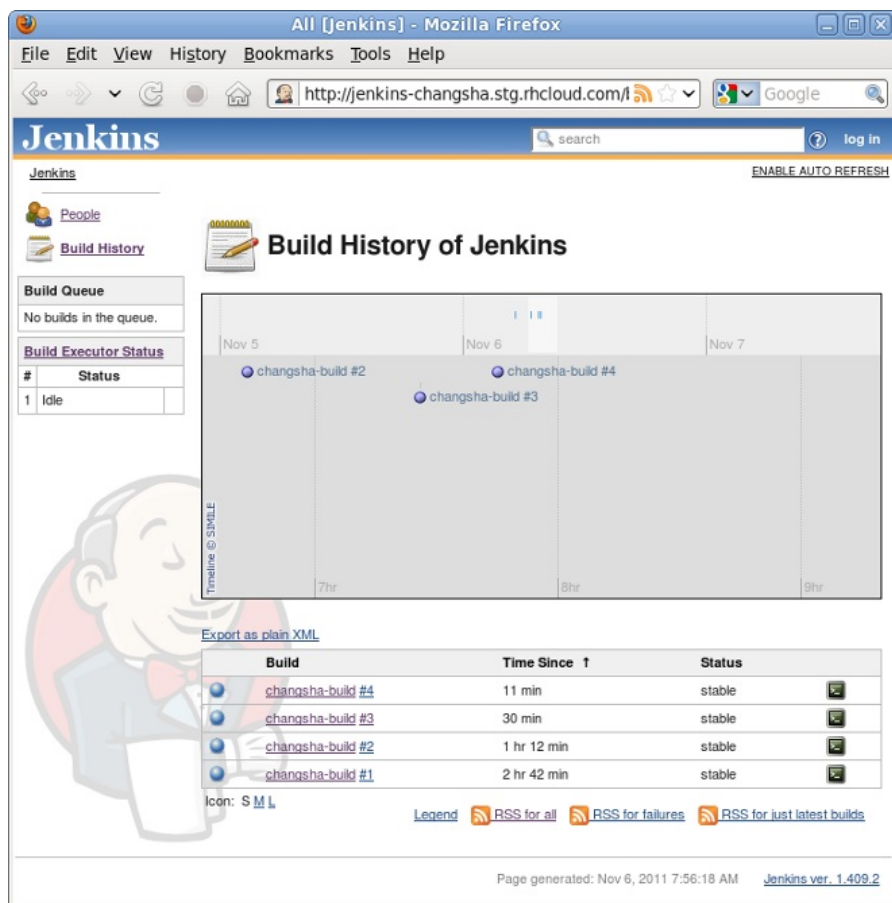 All [Jenkins] - Mozilla Firefox
File Edit View History Bookmarks Tools Help
http://jenkins-changsha.stg.rhcloud.com/ Google
Jenkins search log in
Jenkins ENABLE AUTO REFRESH
People
Build History
Build History of Jenkins
Build Queue
No builds in the queue.
Build Executor Status
# Status
1 Idle
Nov 5 Nov 6 Nov 7
changsha-build #2 changsha-build #4
changsha-build #3
Timeline © SIMILE
7hr 8hr 9hr
Export as plain XML
Build Time Since ↑ Status
changsha-build #4 11 min stable
changsha-build #3 30 min stable
changsha-build #2 1 hr 12 min stable
changsha-build #1 2 hr 42 min stable
Icon: S M L
Legend RSS for all RSS for failures RSS for just latest builds
Page generated: Nov 6, 2011 7:56:18 AM Jenkins ver. 1.409.2